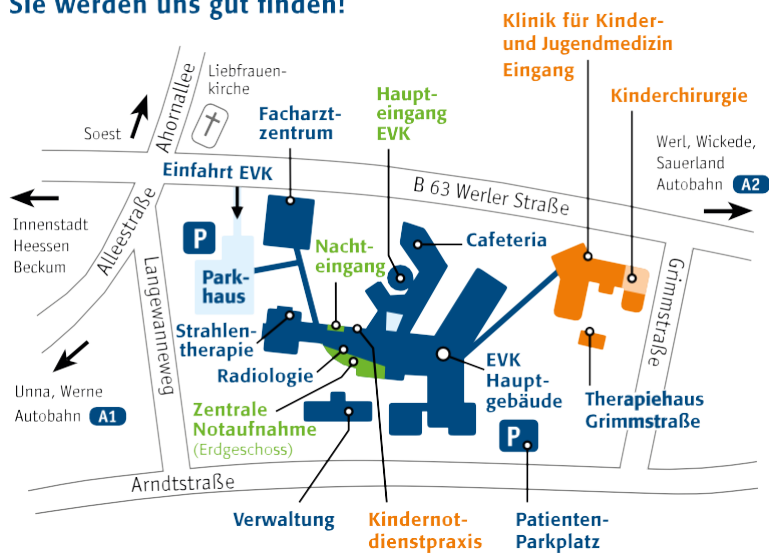 Sie werden uns gut finden!
Klinik für Kinder-
und Jugendmedizin
Eingang
Kinderchirurgie
Ahornallee
Liebfrauen-
kirche
Soest
Facharzt-
zentrum
Haupt-
eingang
EVK
Werl, Wickede,
Sauerland
Autobahn A2
Einfahrt EVK
B 63 Werler Straße
Innenstadt
Heessen
Beckum
Alleestraße
P
Park-
haus
Nacht-
eingang
Cafeteria
Grimmstraße
Langewanneweg
Strahlen-
therapie
Radiologie
EVK
Haupt-
gebäude
Unna, Werne
Autobahn A1
Zentrale
Notaufnahme
(Erdgeschoss)
Therapiehaus
Grimmstraße
P
Arndtstraße
Verwaltung
Kindernot-
dienstpraxis
Patienten-
Parkplatz